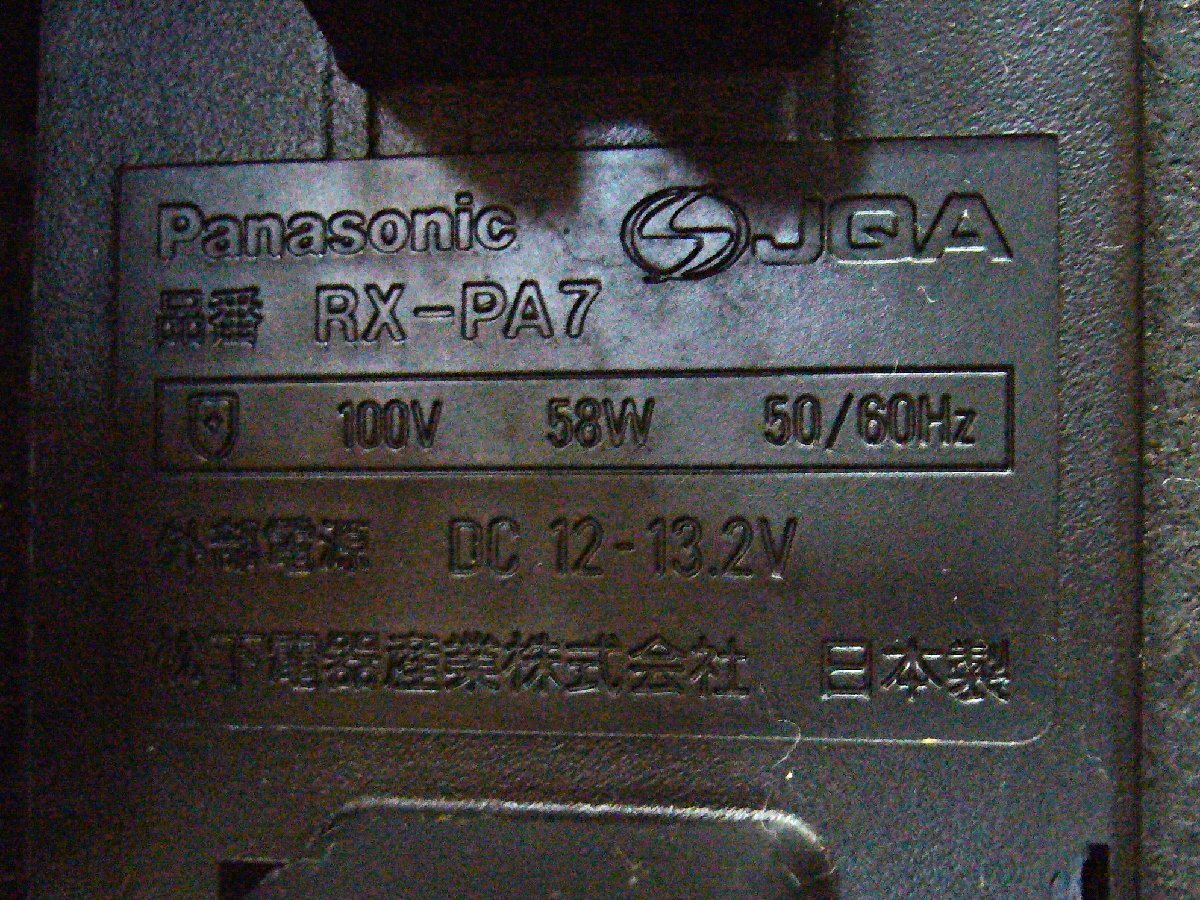 Panasonic JQA
品番 RX-PA7
100V 58W 50/60Hz
外部電源 DC 12-13.2V
松下電器産業株式会社 日本製